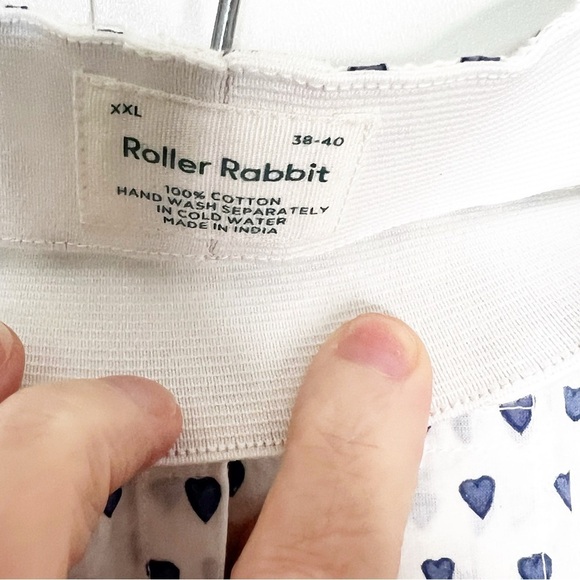 XXL
38-40
Roller Rabbit
100% COTTON
HAND WASH SEPARATELY
IN COLD WATER
MADE IN INDIA